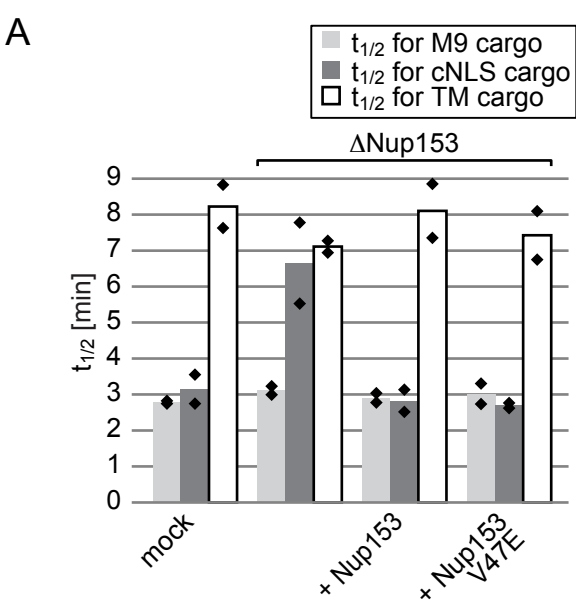 A
t1/2 for M9 cargo
t1/2 for cNLS cargo
t1/2 for TM cargo
ΔNup153
9
8
7
6
5
4
3
2
1
0
t1/2 [min]
mock
+ Nup153
+ Nup153
V47E